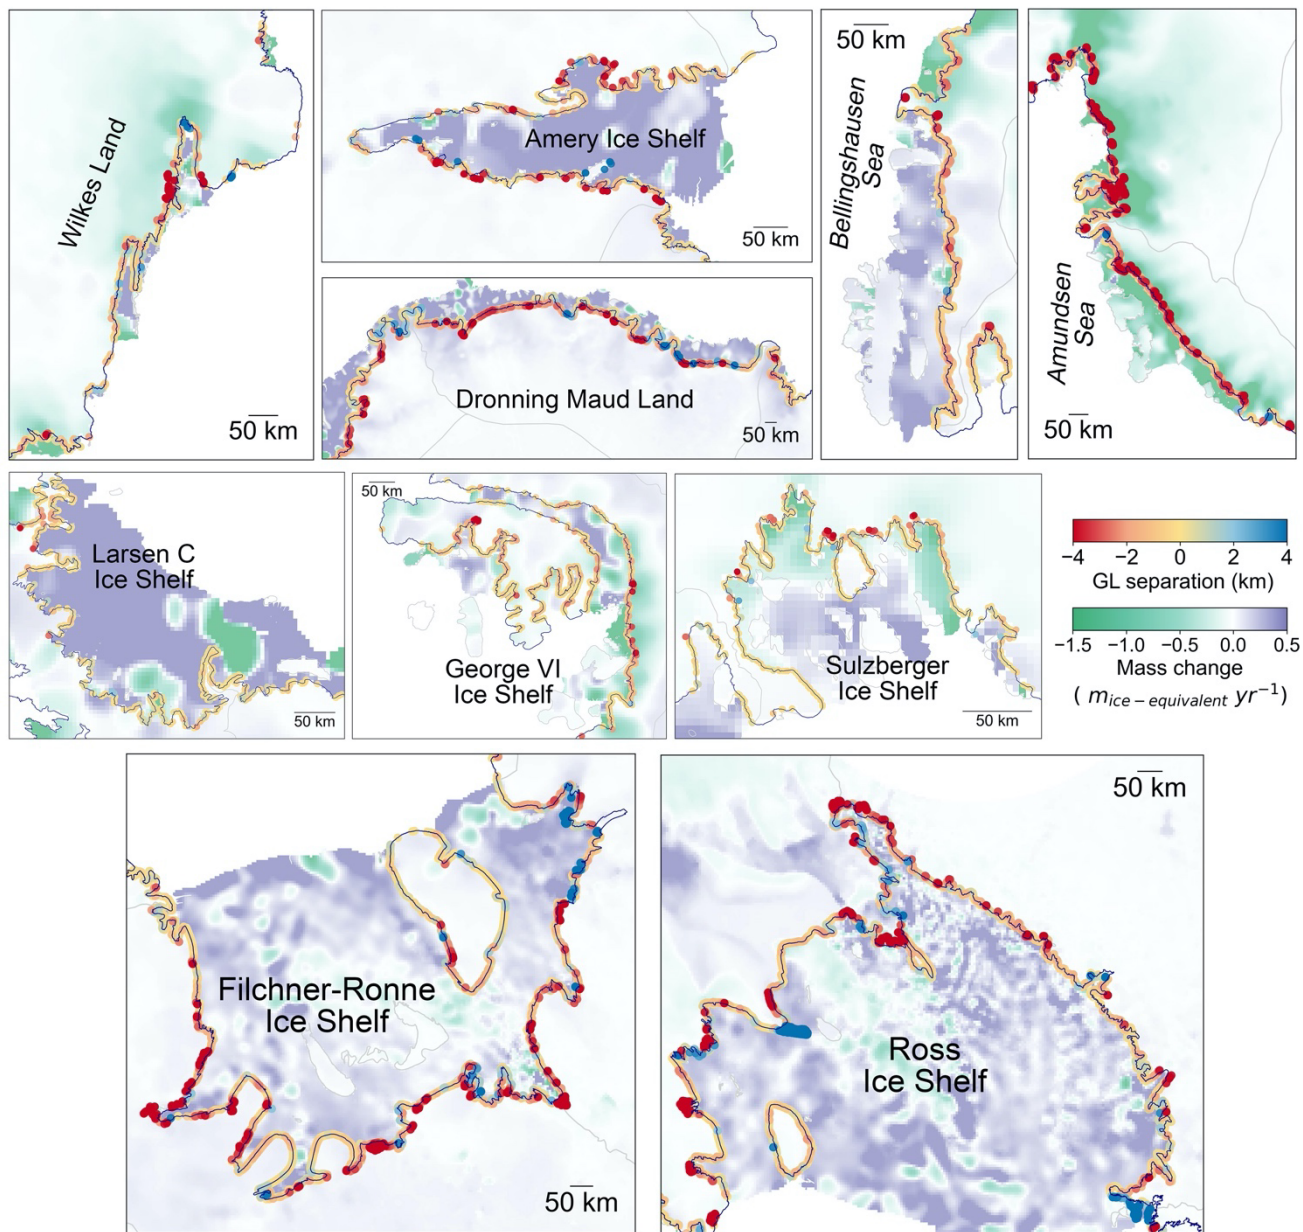 Wilkes Land
50 km
Amery Ice Shelf
50 km
Dronning Maud Land
50 km
50 km
Bellingshausen
Sea
Amundsen
Sea
50 km
Larsen C
Ice Shelf
50 km
50 km
George VI
Ice Shelf
Sulzberger
Ice Shelf
50 km
−4 −2 0 2 4
GL separation (km)
−1.5 −1.0 −0.5 0.0 0.5
Mass change
( m_{ice−equivalent} yr⁻¹)
Filchner-Ronne
Ice Shelf
50 km
50 km
Ross
Ice Shelf